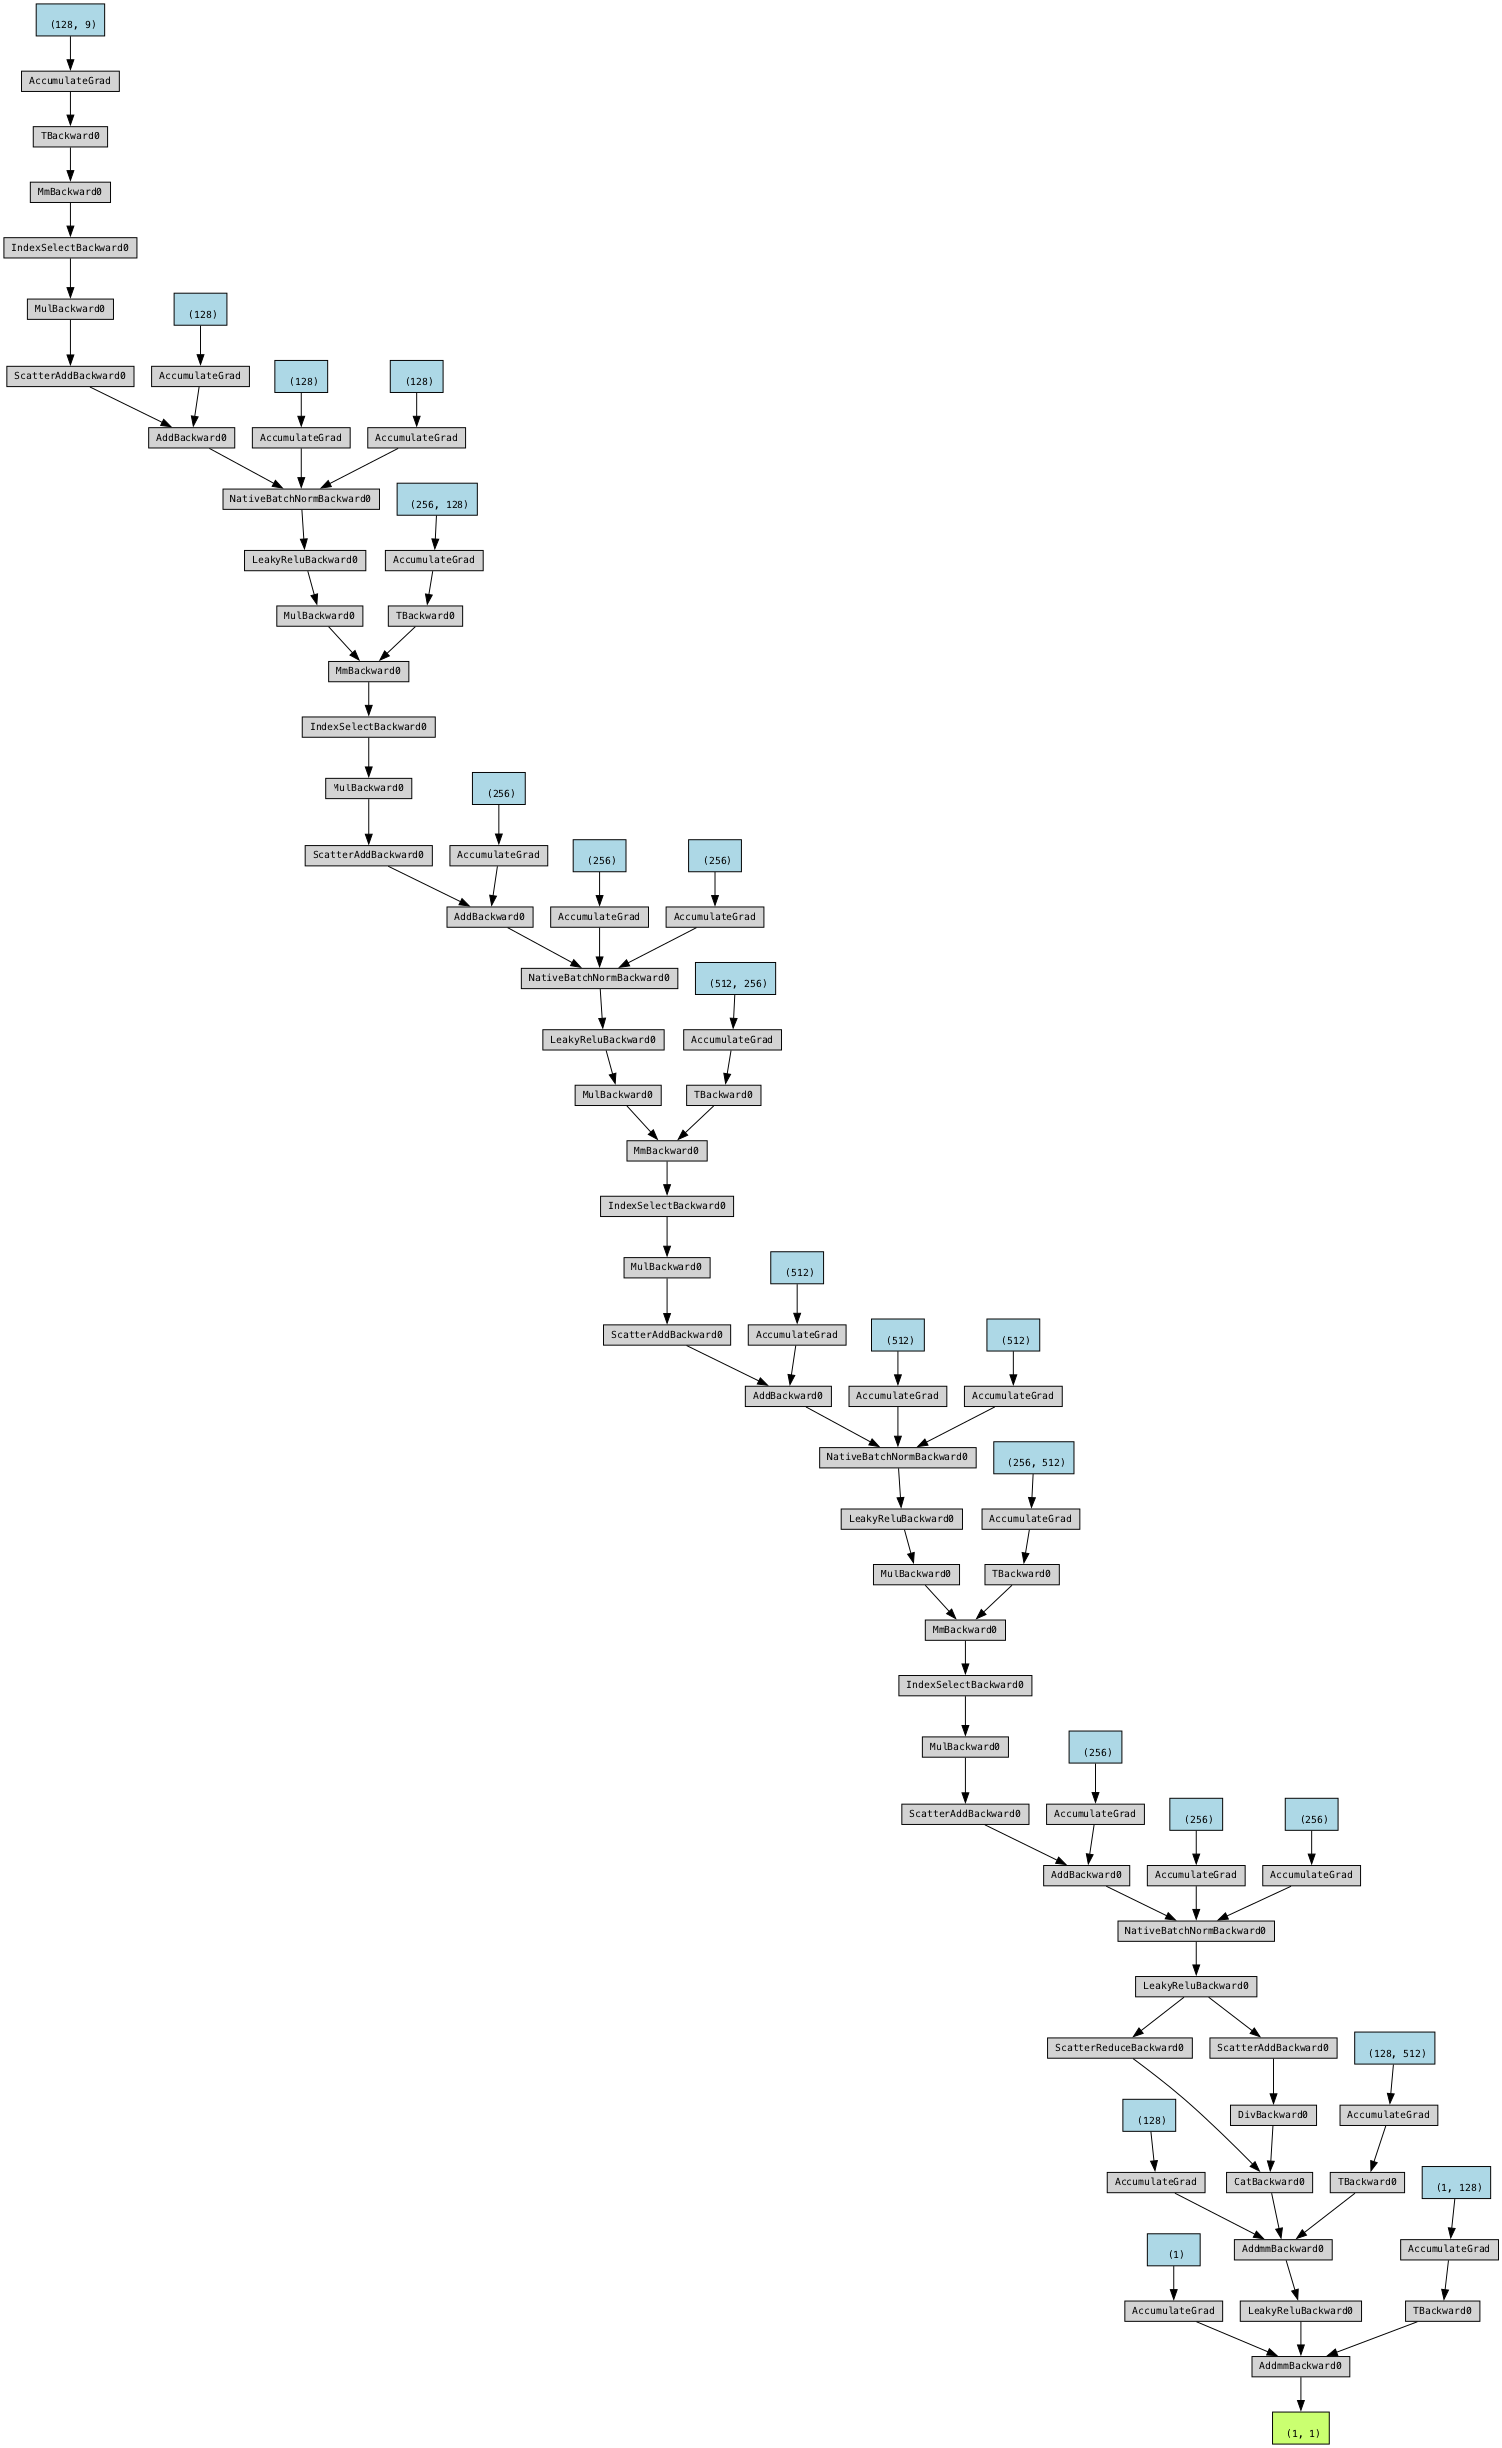 (128, 9)
AccumulateGrad
TBackward0
MmBackward0
IndexSelectBackward0
MulBackward0
(128)
ScatterAddBackward0
AccumulateGrad
(128)
(128)
AddBackward0
AccumulateGrad
AccumulateGrad
NativeBatchNormBackward0
(256, 128)
LeakyReluBackward0
AccumulateGrad
MulBackward0
TBackward0
MmBackward0
IndexSelectBackward0
MulBackward0
(256)
ScatterAddBackward0
AccumulateGrad
(256)
(256)
AddBackward0
AccumulateGrad
AccumulateGrad
NativeBatchNormBackward0
(512, 256)
LeakyReluBackward0
AccumulateGrad
MulBackward0
TBackward0
MmBackward0
IndexSelectBackward0
MulBackward0
(512)
ScatterAddBackward0
AccumulateGrad
(512)
(512)
AddBackward0
AccumulateGrad
AccumulateGrad
NativeBatchNormBackward0
(256, 512)
LeakyReluBackward0
AccumulateGrad
MulBackward0
TBackward0
MmBackward0
IndexSelectBackward0
MulBackward0
(256)
ScatterAddBackward0
AccumulateGrad
(256)
(256)
AddBackward0
AccumulateGrad
AccumulateGrad
NativeBatchNormBackward0
LeakyReluBackward0
ScatterReduceBackward0
ScatterAddBackward0
(128, 512)
(128)
DivBackward0
AccumulateGrad
AccumulateGrad
CatBackward0
TBackward0
(1, 128)
(1)
AddmmBackward0
AccumulateGrad
AccumulateGrad
LeakyReluBackward0
TBackward0
AddmmBackward0
(1, 1)